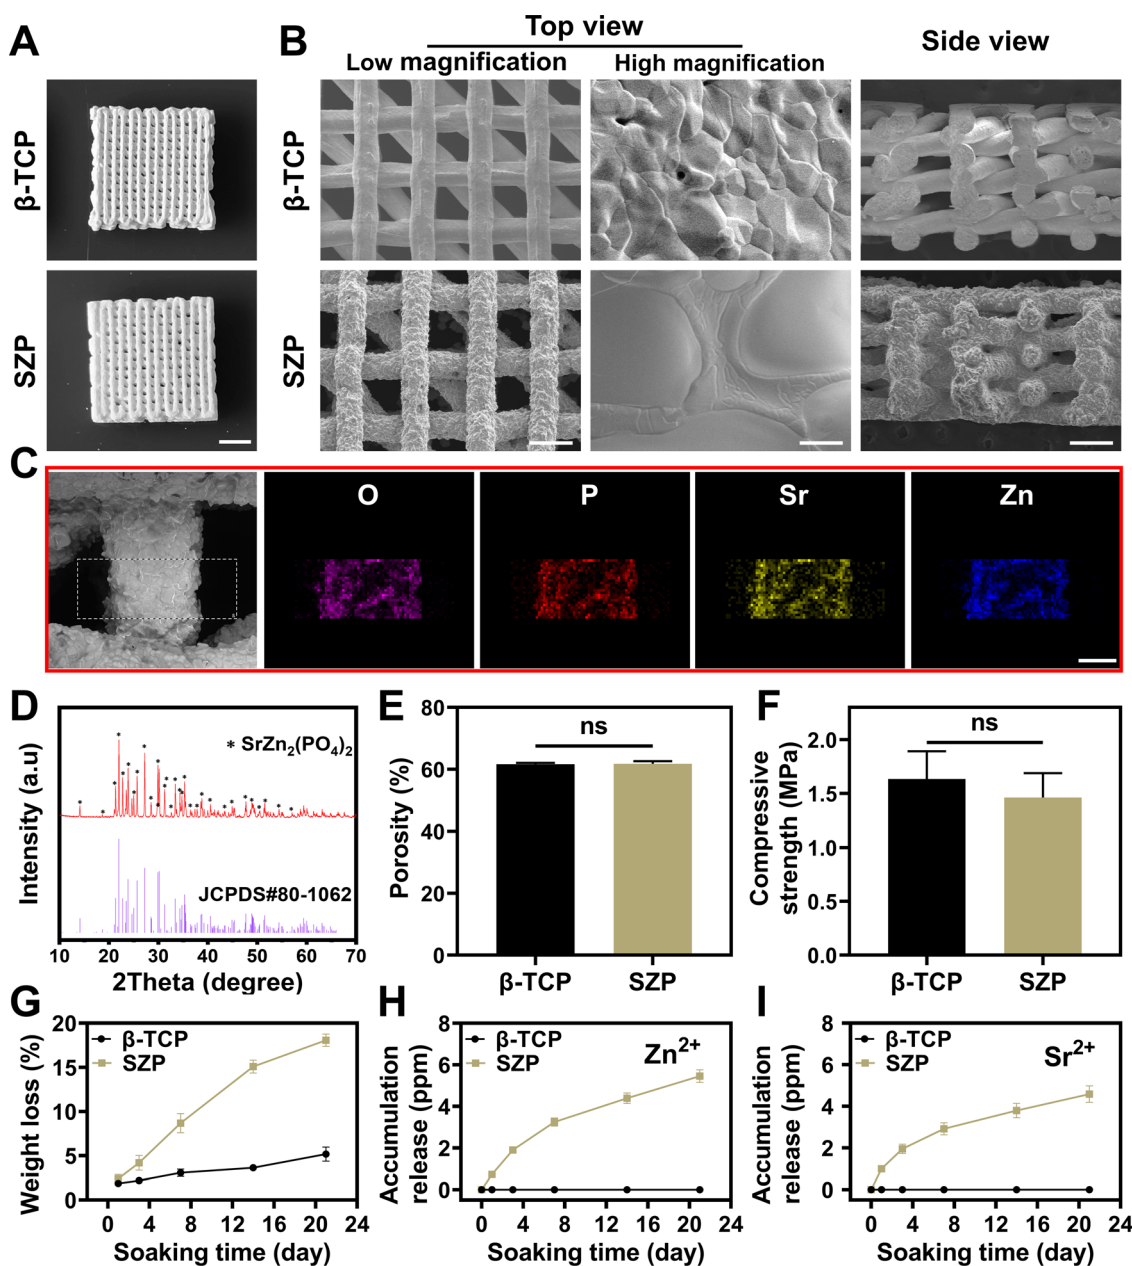 A
B
Top view
Low magnification
High magnification
Side view
β-TCP
β-TCP
SZP
SZP
C
O
P
Sr
Zn
D
Intensity (a.u)
* SrZn₂(PO₄)₂
JCPDS#80-1062
10 20 30 40 50 60 70
2Theta (degree)
E
Porosity (%)
80
60
40
20
0
ns
β-TCP SZP
F
Compressive
strength (MPa)
2.0
1.5
1.0
0.5
0.0
ns
β-TCP SZP
G
Weight loss (%)
20
15
10
5
0
β-TCP
SZP
0 4 8 12 16 20 24
Soaking time (day)
H
Accumulation
release (ppm)
8
6
4
2
0
β-TCP
SZP
Zn²⁺
0 4 8 12 16 20 24
Soaking time (day)
I
Accumulation
release (ppm)
8
6
4
2
0
β-TCP
SZP
Sr²⁺
0 4 8 12 16 20 24
Soaking time (day)